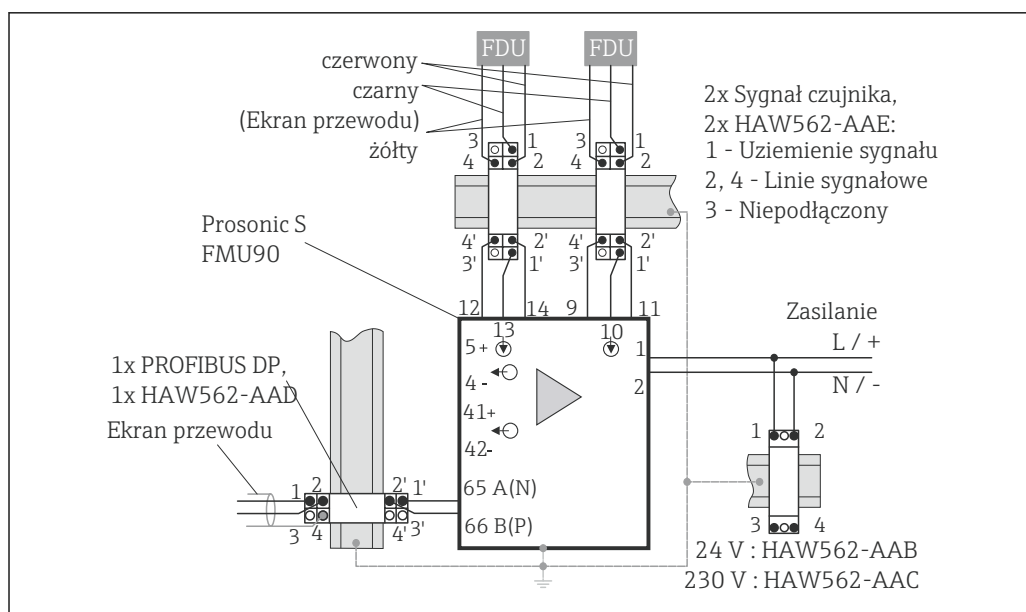 FDU FDU
czerwony
czarny
(Ekran przewodu)
żółty
2x Sygnał czujnika,
2x HAW562-AAE:
1 - Uziemienie sygnału
2, 4 - Linie sygnałowe
3 - Niepodłączony
3 1 3 1
4 2 4 2
4' 2' 4' 2'
3' 1' 3' 1'
Prosonic S
FMU90
12 14 9 11
13 10
5+
4 -
41+
42-
65 A(N)
66 B(P)
1
2
Zasilanie
L / +
N / -
1 2
3 4
24 V : HAW562-AAB
230 V : HAW562-AAC
1x PROFIBUS DP,
1x HAW562-AAD
Ekran przewodu
1 2 2' 1'
3 4 4' 3'